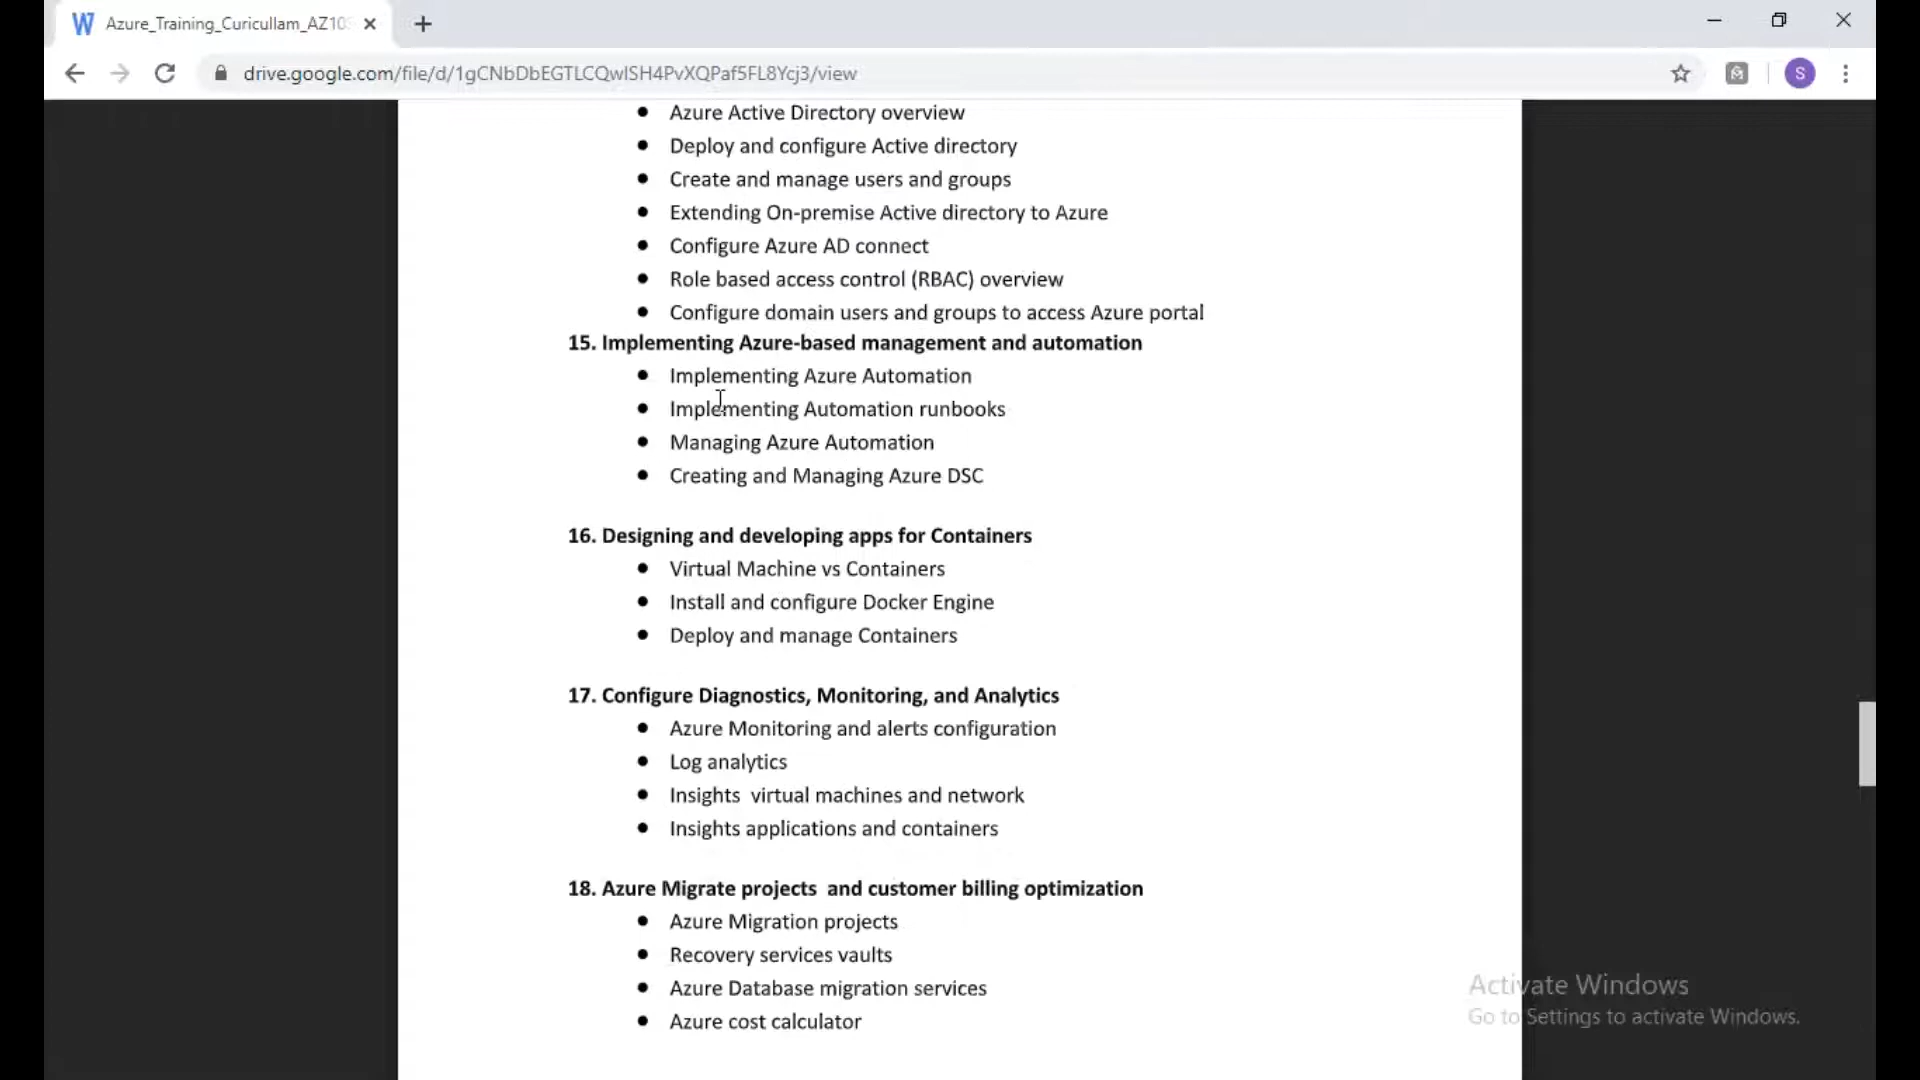 Azure_Training_Curicullam_AZ103
drive.google.com/file/d/1gCNbDbEGTLCQwISH4PvXQPaf5FL8Ycj3/view
S
• Azure Active Directory overview
• Deploy and configure Active directory
• Create and manage users and groups
• Extending On-premise Active directory to Azure
• Configure Azure AD connect
• Role based access control (RBAC) overview
• Configure domain users and groups to access Azure portal
15. Implementing Azure-based management and automation
• Implementing Azure Automation
• Implementing Automation runbooks
• Managing Azure Automation
• Creating and Managing Azure DSC
16. Designing and developing apps for Containers
• Virtual Machine vs Containers
• Install and configure Docker Engine
• Deploy and manage Containers
17. Configure Diagnostics, Monitoring, and Analytics
• Azure Monitoring and alerts configuration
• Log analytics
• Insights  virtual machines and network
• Insights applications and containers
18. Azure Migrate projects  and customer billing optimization
• Azure Migration projects
• Recovery services vaults
• Azure Database migration services
• Azure cost calculator
Activate Windows
Go to Settings to activate Windows.